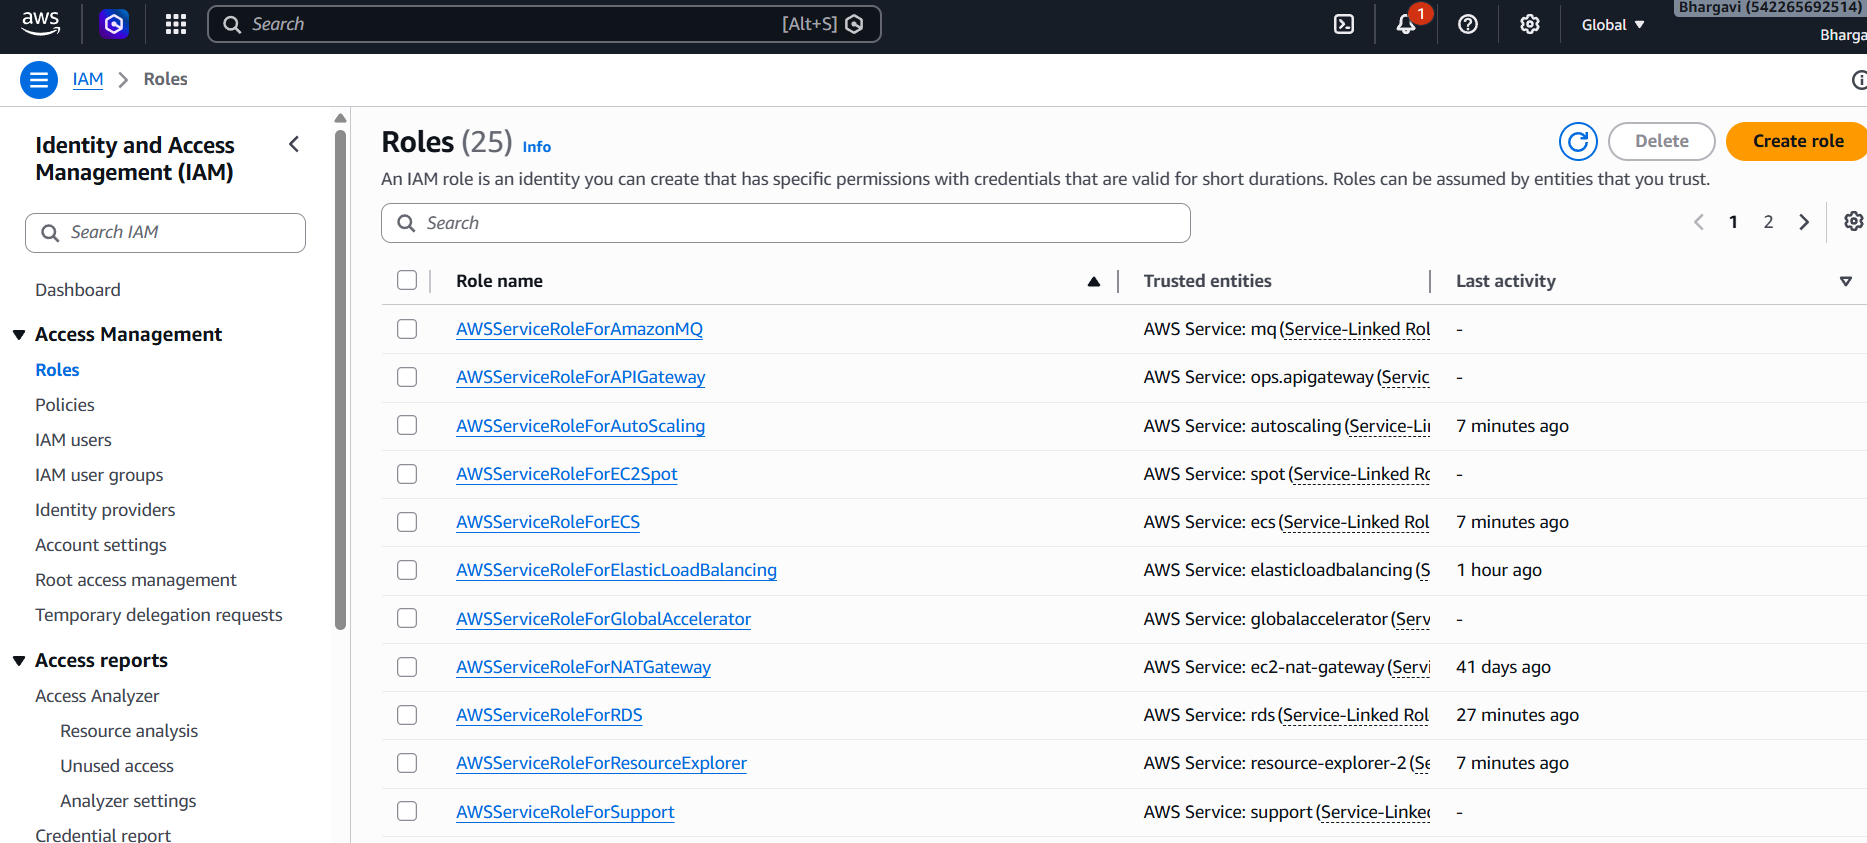 aws
Search [Alt+S]
1
Global
Bhargavi (542265692514)
Bharga
IAM
Roles
Identity and Access
Management (IAM)
Search IAM
Dashboard
Access Management
Roles
Policies
IAM users
IAM user groups
Identity providers
Account settings
Root access management
Temporary delegation requests
Access reports
Access Analyzer
Resource analysis
Unused access
Analyzer settings
Credential report
Roles (25) Info
Delete
Create role
An IAM role is an identity you can create that has specific permissions with credentials that are valid for short durations. Roles can be assumed by entities that you trust.
Search
1 2
Role name Trusted entities Last activity
AWSServiceRoleForAmazonMQ AWS Service: mq (Service-Linked Rol -
AWSServiceRoleForAPIGateway AWS Service: ops.apigateway (Servic -
AWSServiceRoleForAutoScaling AWS Service: autoscaling (Service-Li 7 minutes ago
AWSServiceRoleForEC2Spot AWS Service: spot (Service-Linked Ro -
AWSServiceRoleForECS AWS Service: ecs (Service-Linked Rol 7 minutes ago
AWSServiceRoleForElasticLoadBalancing AWS Service: elasticloadbalancing (S 1 hour ago
AWSServiceRoleForGlobalAccelerator AWS Service: globalaccelerator (Serv -
AWSServiceRoleForNATGateway AWS Service: ec2-nat-gateway (Servi 41 days ago
AWSServiceRoleForRDS AWS Service: rds (Service-Linked Rol 27 minutes ago
AWSServiceRoleForResourceExplorer AWS Service: resource-explorer-2 (Se 7 minutes ago
AWSServiceRoleForSupport AWS Service: support (Service-Linked -